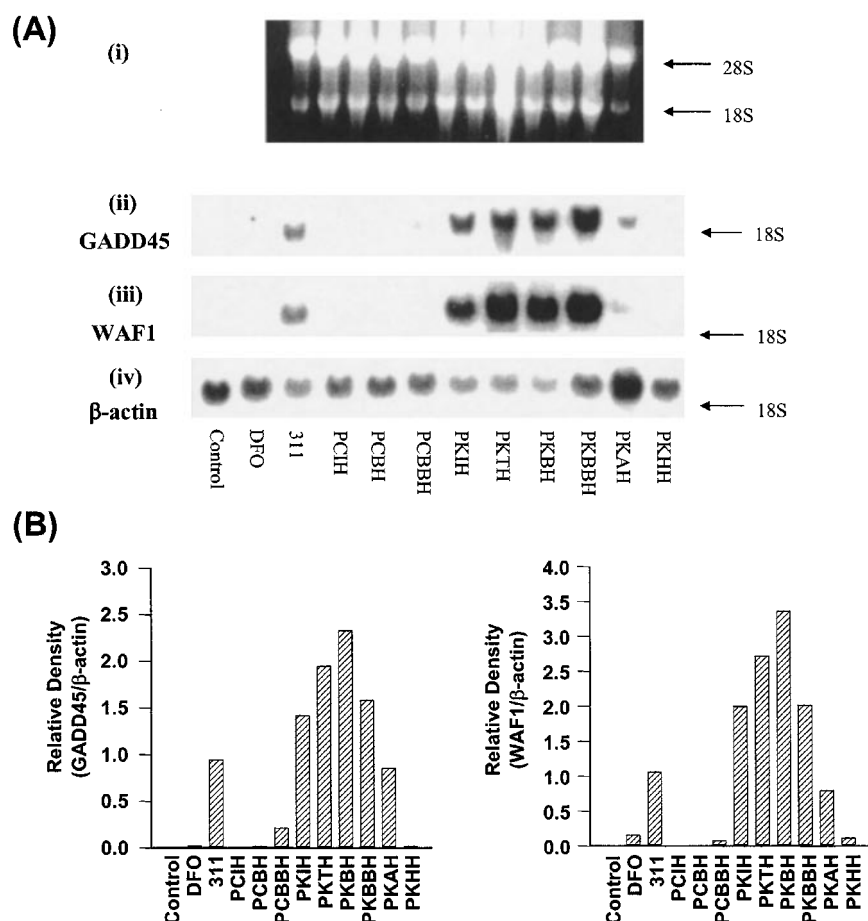 (A)
(i)
28S
18S
(ii)
GADD45
18S
(iii)
WAF1
18S
(iv)
β-actin
18S
Control
DFO
311
PCIH
PCBH
PCBBH
PKIH
PKTH
PKBH
PKBBH
PKAH
PKHH
(B)
Relative Density
(GADD45/β-actin)
3.0
2.5
2.0
1.5
1.0
0.5
0.0
Control
DFO
311
PCIH
PCBH
PCBBH
PKIH
PKTH
PKBH
PKBBH
PKAH
PKHH
Relative Density
(WAF1/β-actin)
4.0
3.5
3.0
2.5
2.0
1.5
1.0
0.5
0.0
Control
DFO
311
PCIH
PCBH
PCBBH
PKIH
PKTH
PKBH
PKBBH
PKAH
PKHH